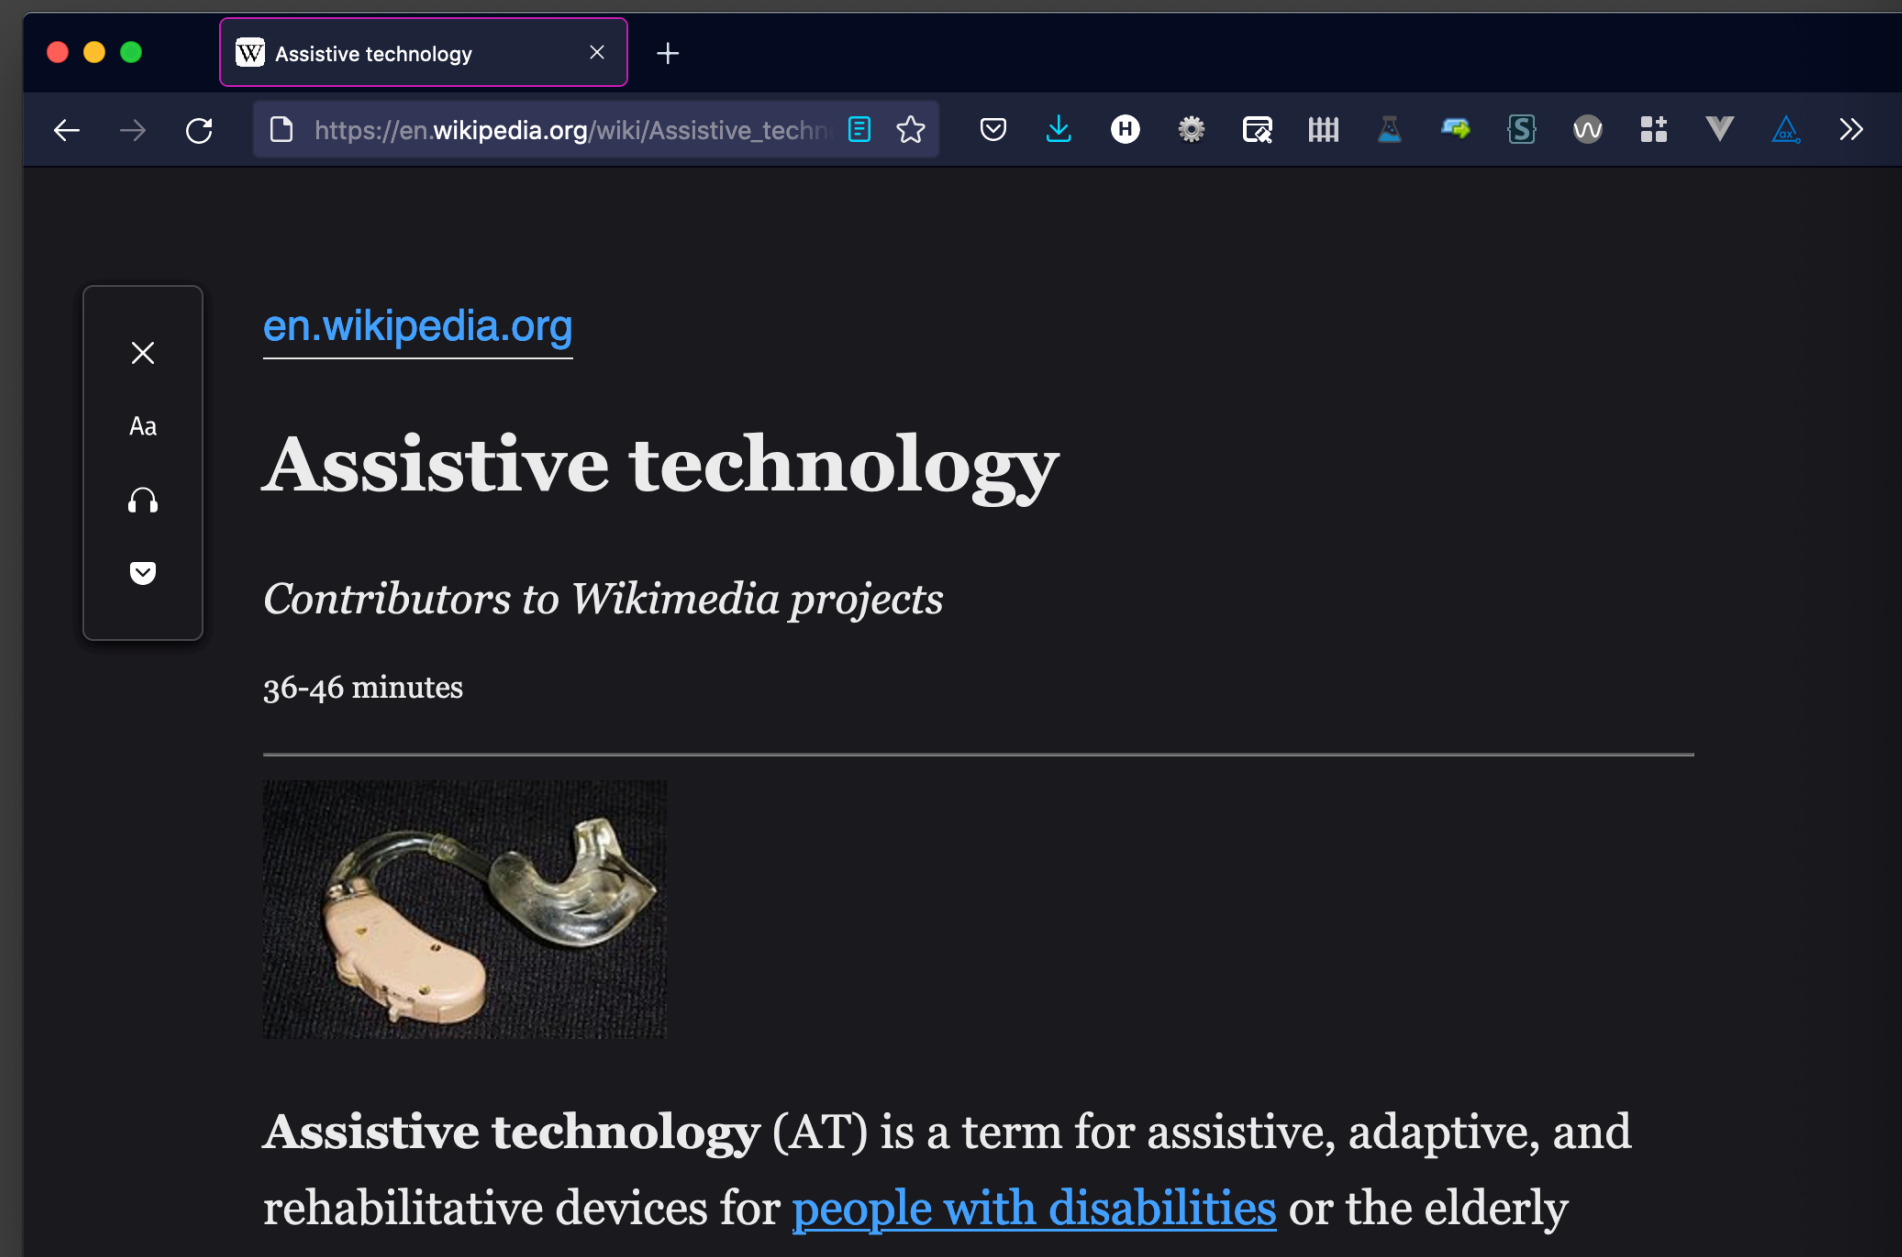 W Assistive technology
https://en.wikipedia.org/wiki/Assistive_techn
H
S
ax
en.wikipedia.org
Aa
Assistive technology
Contributors to Wikimedia projects
36-46 minutes
Assistive technology (AT) is a term for assistive, adaptive, and
rehabilitative devices for people with disabilities or the elderly